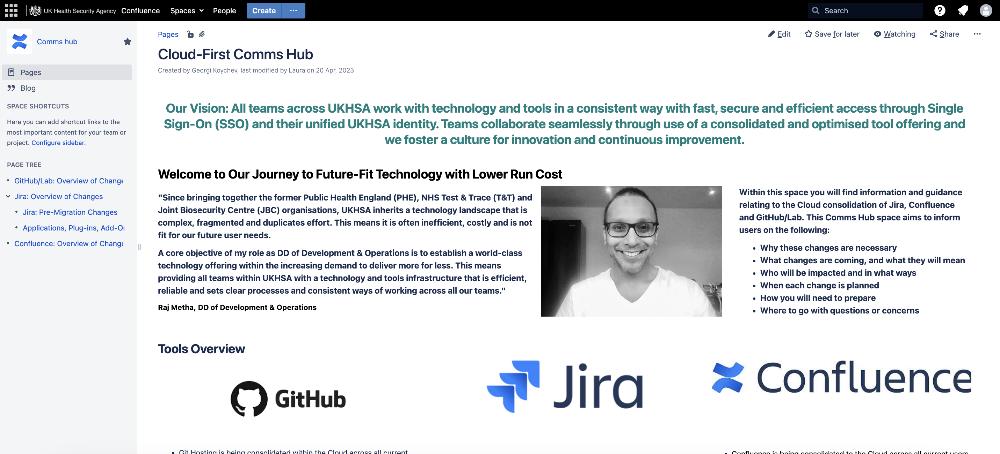 UK Health Security Agency Confluence Spaces People Create ··· Search
Comms hub
Pages
Blog
SPACE SHORTCUTS
Here you can add shortcut links to the
most important content for your team or
project. Configure sidebar.
PAGE TREE
• GitHub/Lab: Overview of Change
Jira: Overview of Changes
• Jira: Pre-Migration Changes
• Applications, Plug-ins, Add-On
• Confluence: Overview of Change
Pages
Edit Save for later Watching Share ···
Cloud-First Comms Hub
Created by Georgi Koychev, last modified by Laura on 20 Apr, 2023
Our Vision: All teams across UKHSA work with technology and tools in a consistent way with fast, secure and efficient access through Single
Sign-On (SSO) and their unified UKHSA identity. Teams collaborate seamlessly through use of a consolidated and optimised tool offering and
we foster a culture for innovation and continuous improvement.
Welcome to Our Journey to Future-Fit Technology with Lower Run Cost
"Since bringing together the former Public Health England (PHE), NHS Test & Trace (T&T) and
Joint Biosecurity Centre (JBC) organisations, UKHSA inherits a technology landscape that is
complex, fragmented and duplicates effort. This means it is often inefficient, costly and is not
fit for our future user needs.
A core objective of my role as DD of Development & Operations is to establish a world-class
technology offering within the increasing demand to deliver more for less. This means
providing all teams within UKHSA with a technology and tools infrastructure that is efficient,
reliable and sets clear processes and consistent ways of working across all our teams."
Raj Metha, DD of Development & Operations
Within this space you will find information and guidance
relating to the Cloud consolidation of Jira, Confluence
and GitHub/Lab. This Comms Hub space aims to inform
users on the following:
• Why these changes are necessary
• What changes are coming, and what they will mean
• Who will be impacted and in what ways
• When each change is planned
• How you will need to prepare
• Where to go with questions or concerns
Tools Overview
GitHub
Jira
Confluence
• Git Hosting is being consolidated within the Cloud across all current
• Confluence is being consolidated to the Cloud across all current users